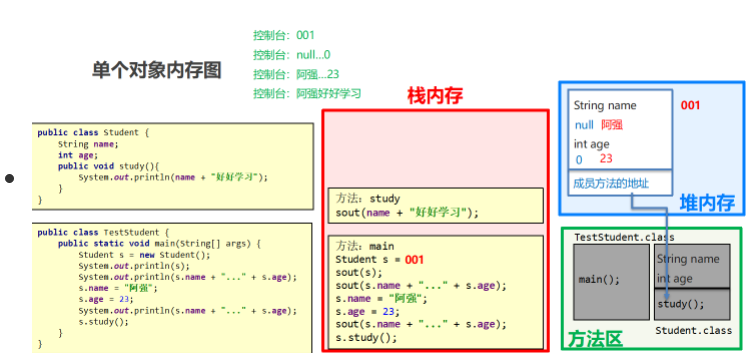 控制台：001
控制台：null...0
控制台：阿强...23
控制台：阿强好好学习
单个对象内存图
public class Student {
String name;
int age;
public void study(){
System.out.println(name + "好好学习");
}
}
public class TestStudent {
public static void main(String[] args) {
Student s = new Student();
System.out.println(s);
System.out.println(s.name + "..." + s.age);
s.name = "阿强";
s.age = 23;
System.out.println(s.name + "..." + s.age);
s.study();
}
}
栈内存
方法：study
sout(name + "好好学习");
方法：main
Student s = 001
sout(s);
sout(s.name + "..." + s.age);
s.name = "阿强";
s.age = 23;
sout(s.name + "..." + s.age);
s.study();
String name
001
null 阿强
int age
0 23
成员方法的地址
堆内存
TestStudent.class
main();
String name
int age
study();
Student.class
方法区